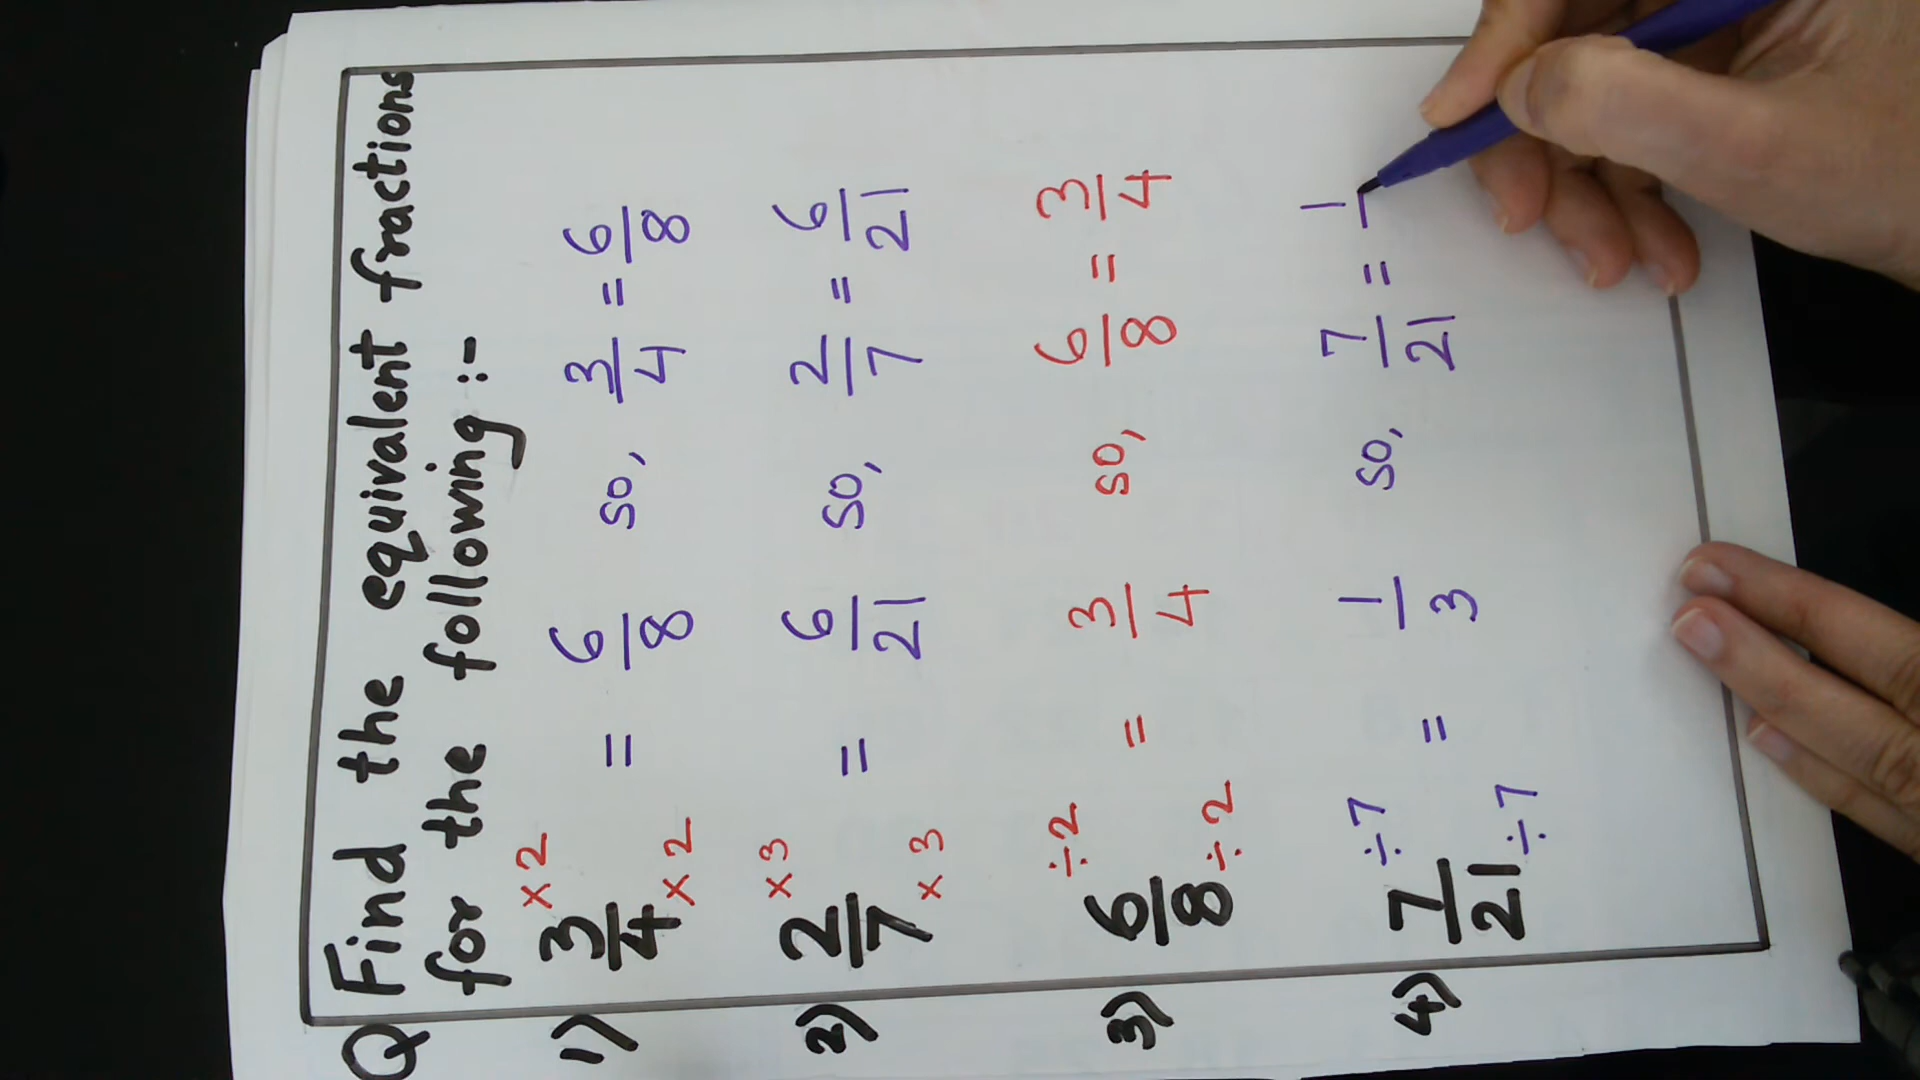 Q Find the equivalent fractions
for the following :-
1) 3/4 ×2 ×2 = 6/8 so, 3/4 = 6/8
2) 2/7 ×3 ×3 = 6/21 so, 2/7 = 6/21
3) 6/8 ÷2 ÷2 = 3/4 so, 6/8 = 3/4
4) 7/21 ÷7 ÷7 = 1/3 so, 7/21 = 1/